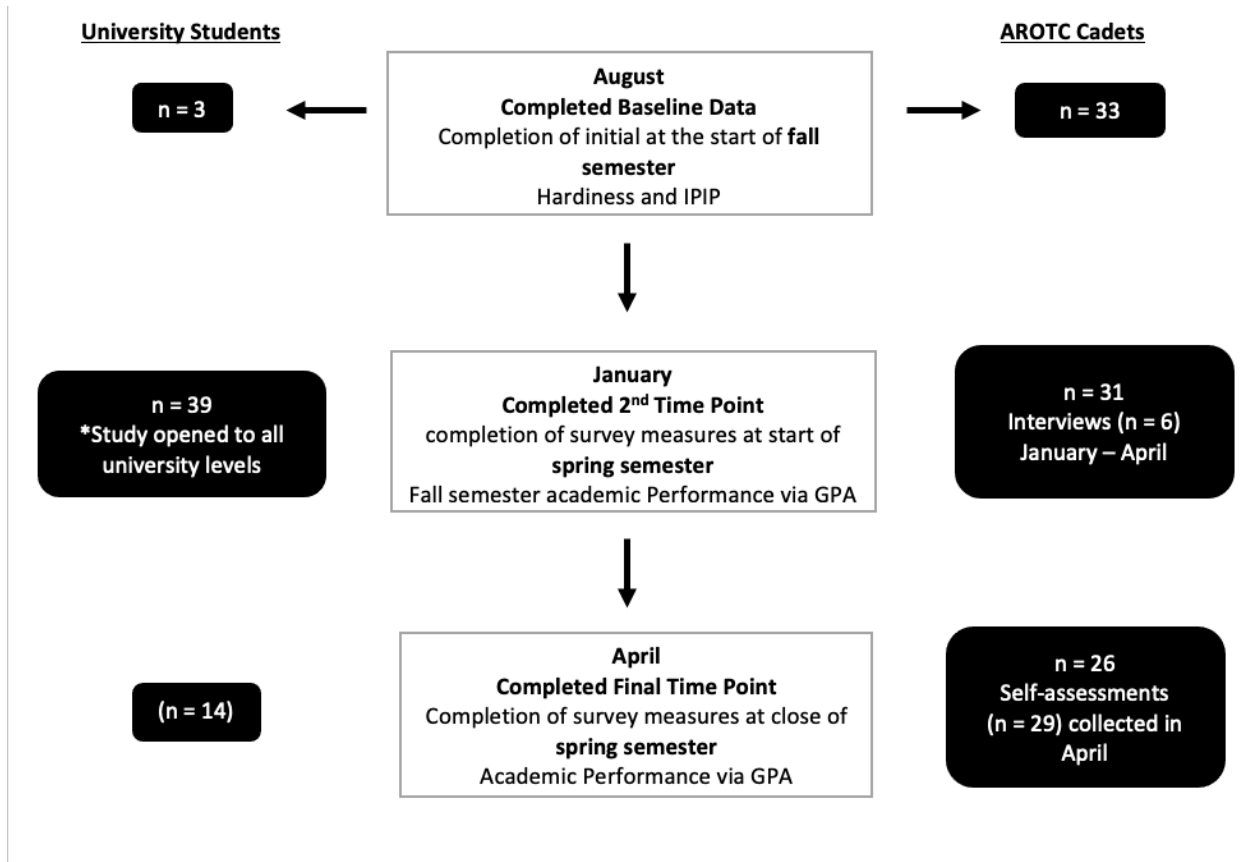 University Students
AROTC Cadets
August
Completed Baseline Data
Completion of initial at the start of fall
semester
Hardiness and IPIP
n = 3
n = 33
January
Completed 2nd Time Point
completion of survey measures at start of
spring semester
Fall semester academic Performance via GPA
n = 39
*Study opened to all
university levels
n = 31
Interviews (n = 6)
January – April
April
Completed Final Time Point
Completion of survey measures at close of
spring semester
Academic Performance via GPA
(n = 14)
n = 26
Self-assessments
(n = 29) collected in
April